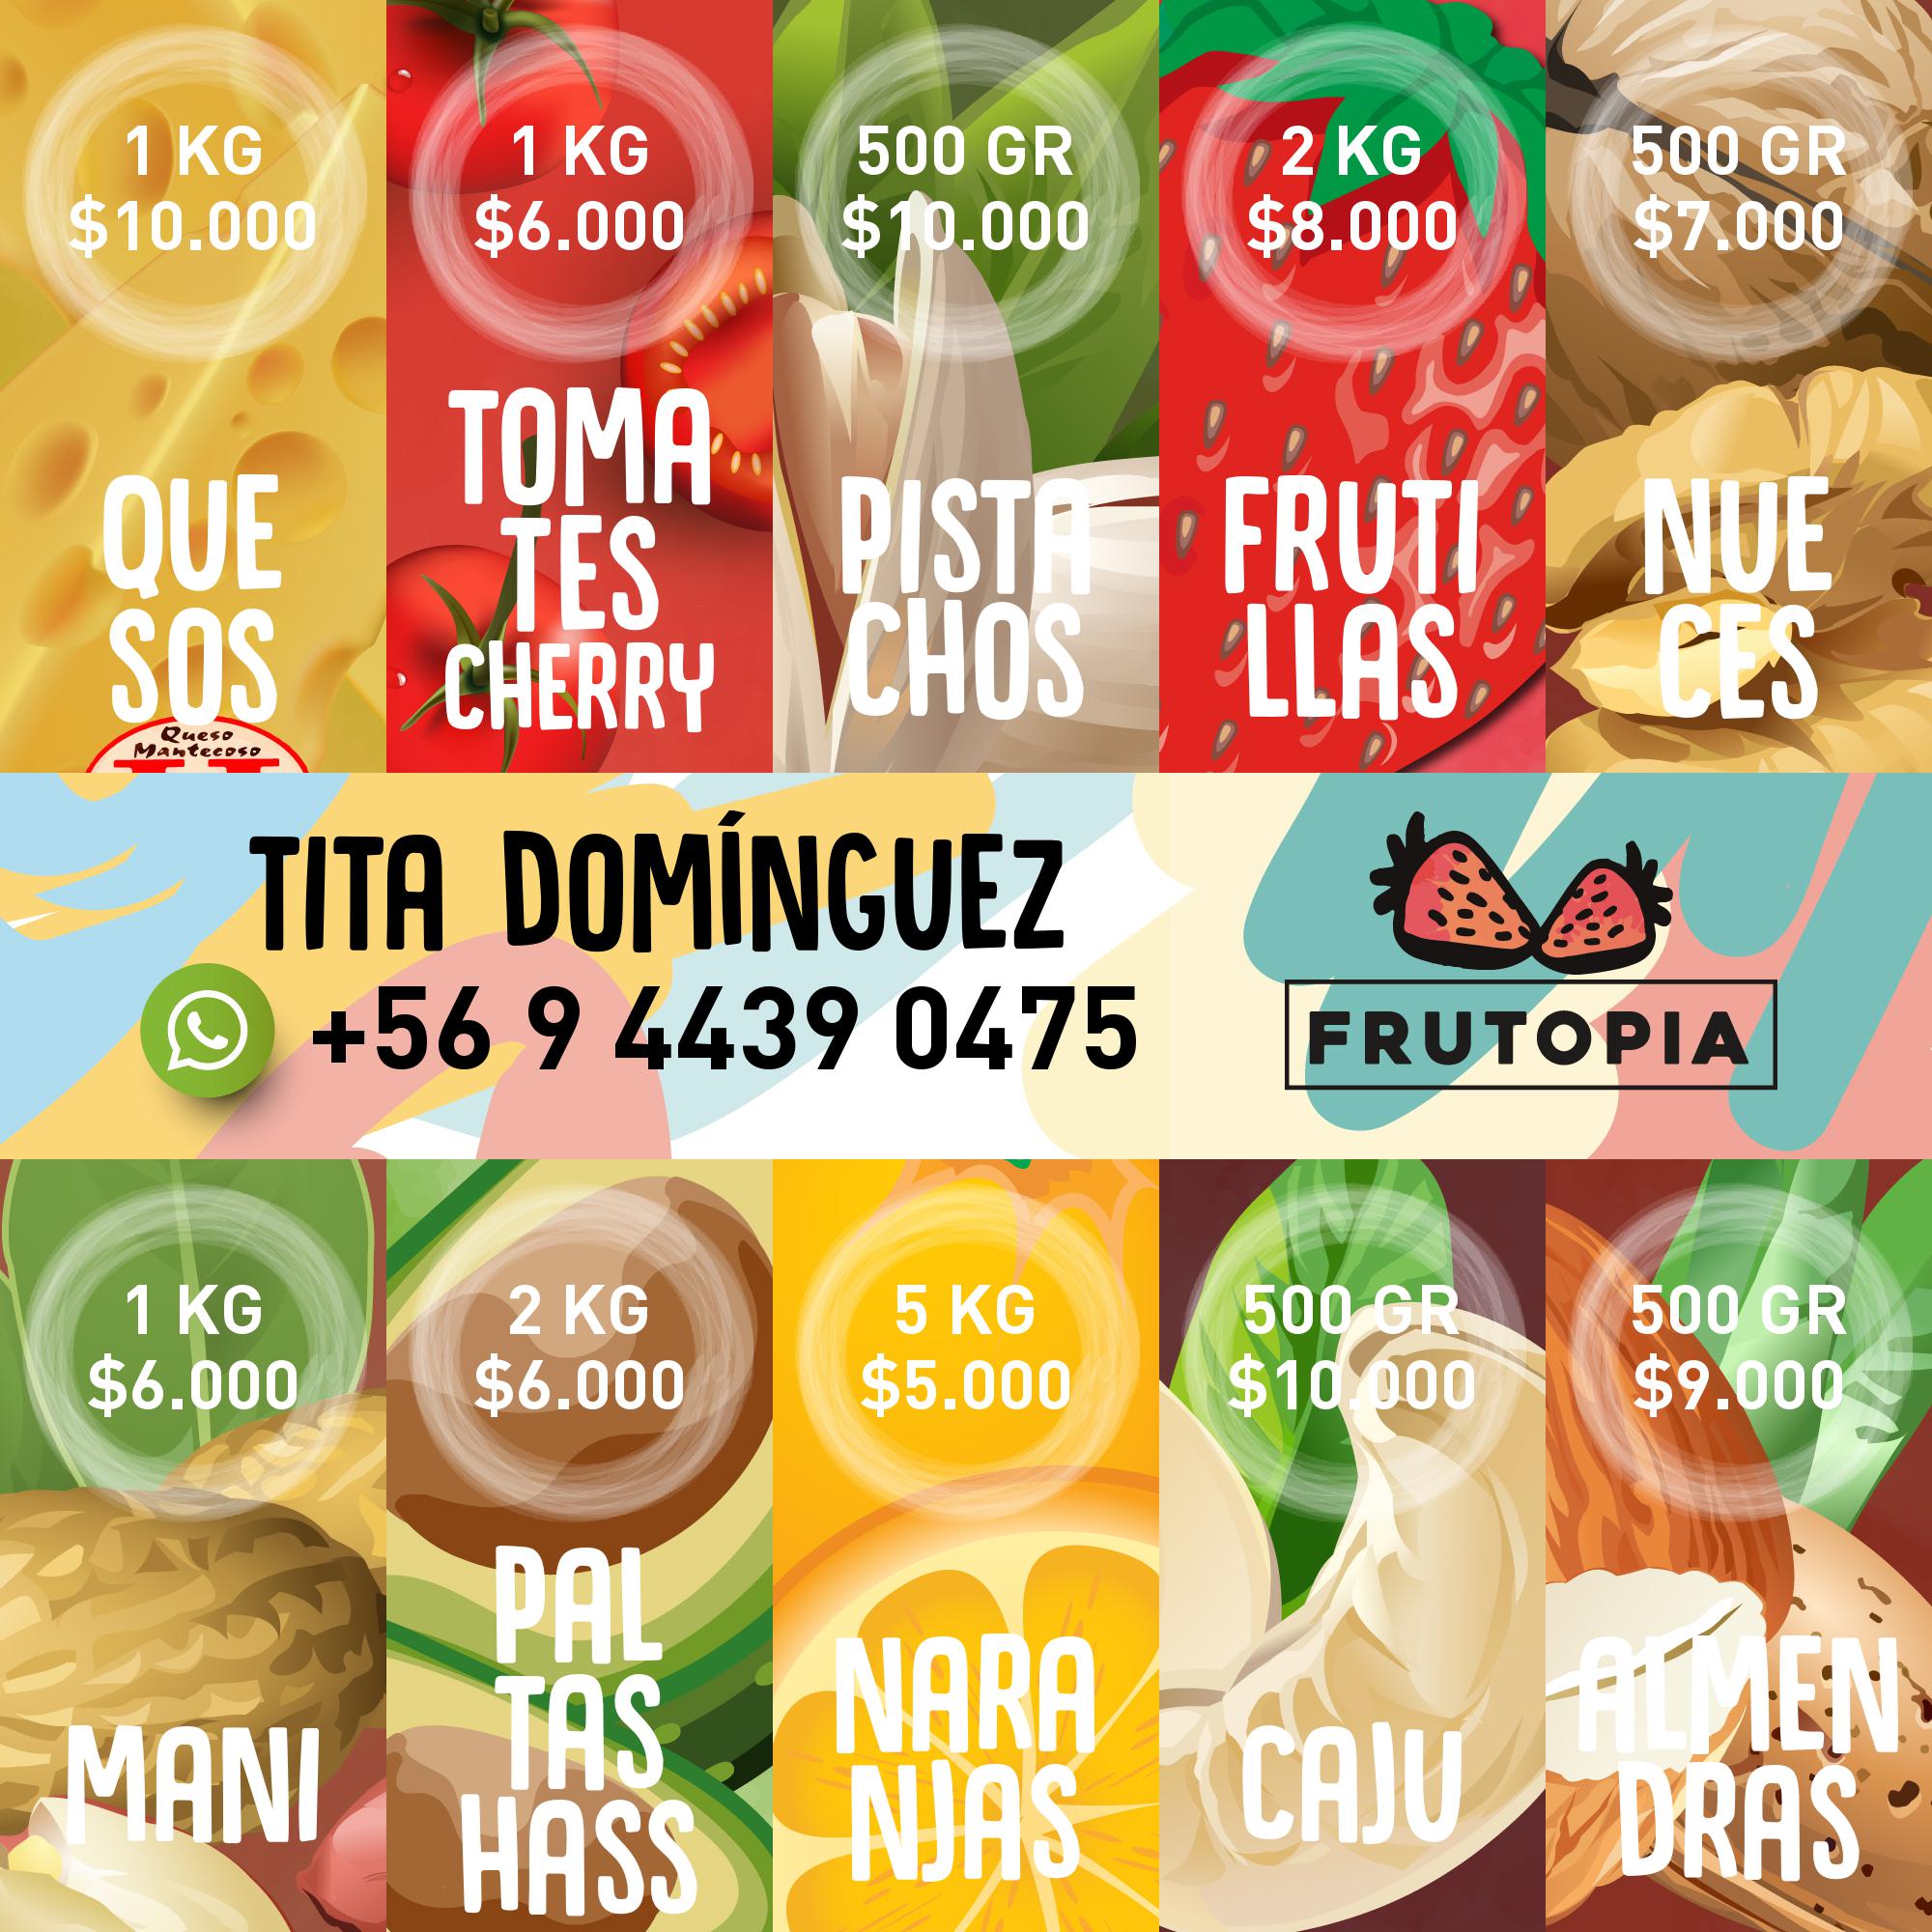 1 KG
$10.000
QUE
SOS
Queso
Mantecoso
1 KG
$6.000
TOMA
TES
CHERRY
500 GR
$10.000
PISTA
CHOS
2 KG
$8.000
FRUTI
LLAS
500 GR
$7.000
NUE
CES
TITA DOMÍNGUEZ
+56 9 4439 0475
FRUTOPIA
1 KG
$6.000
MANI
2 KG
$6.000
PAL
TAS
HASS
5 KG
$5.000
NARA
NJAS
500 GR
$10.000
CAJU
500 GR
$9.000
ALMEN
DRAS